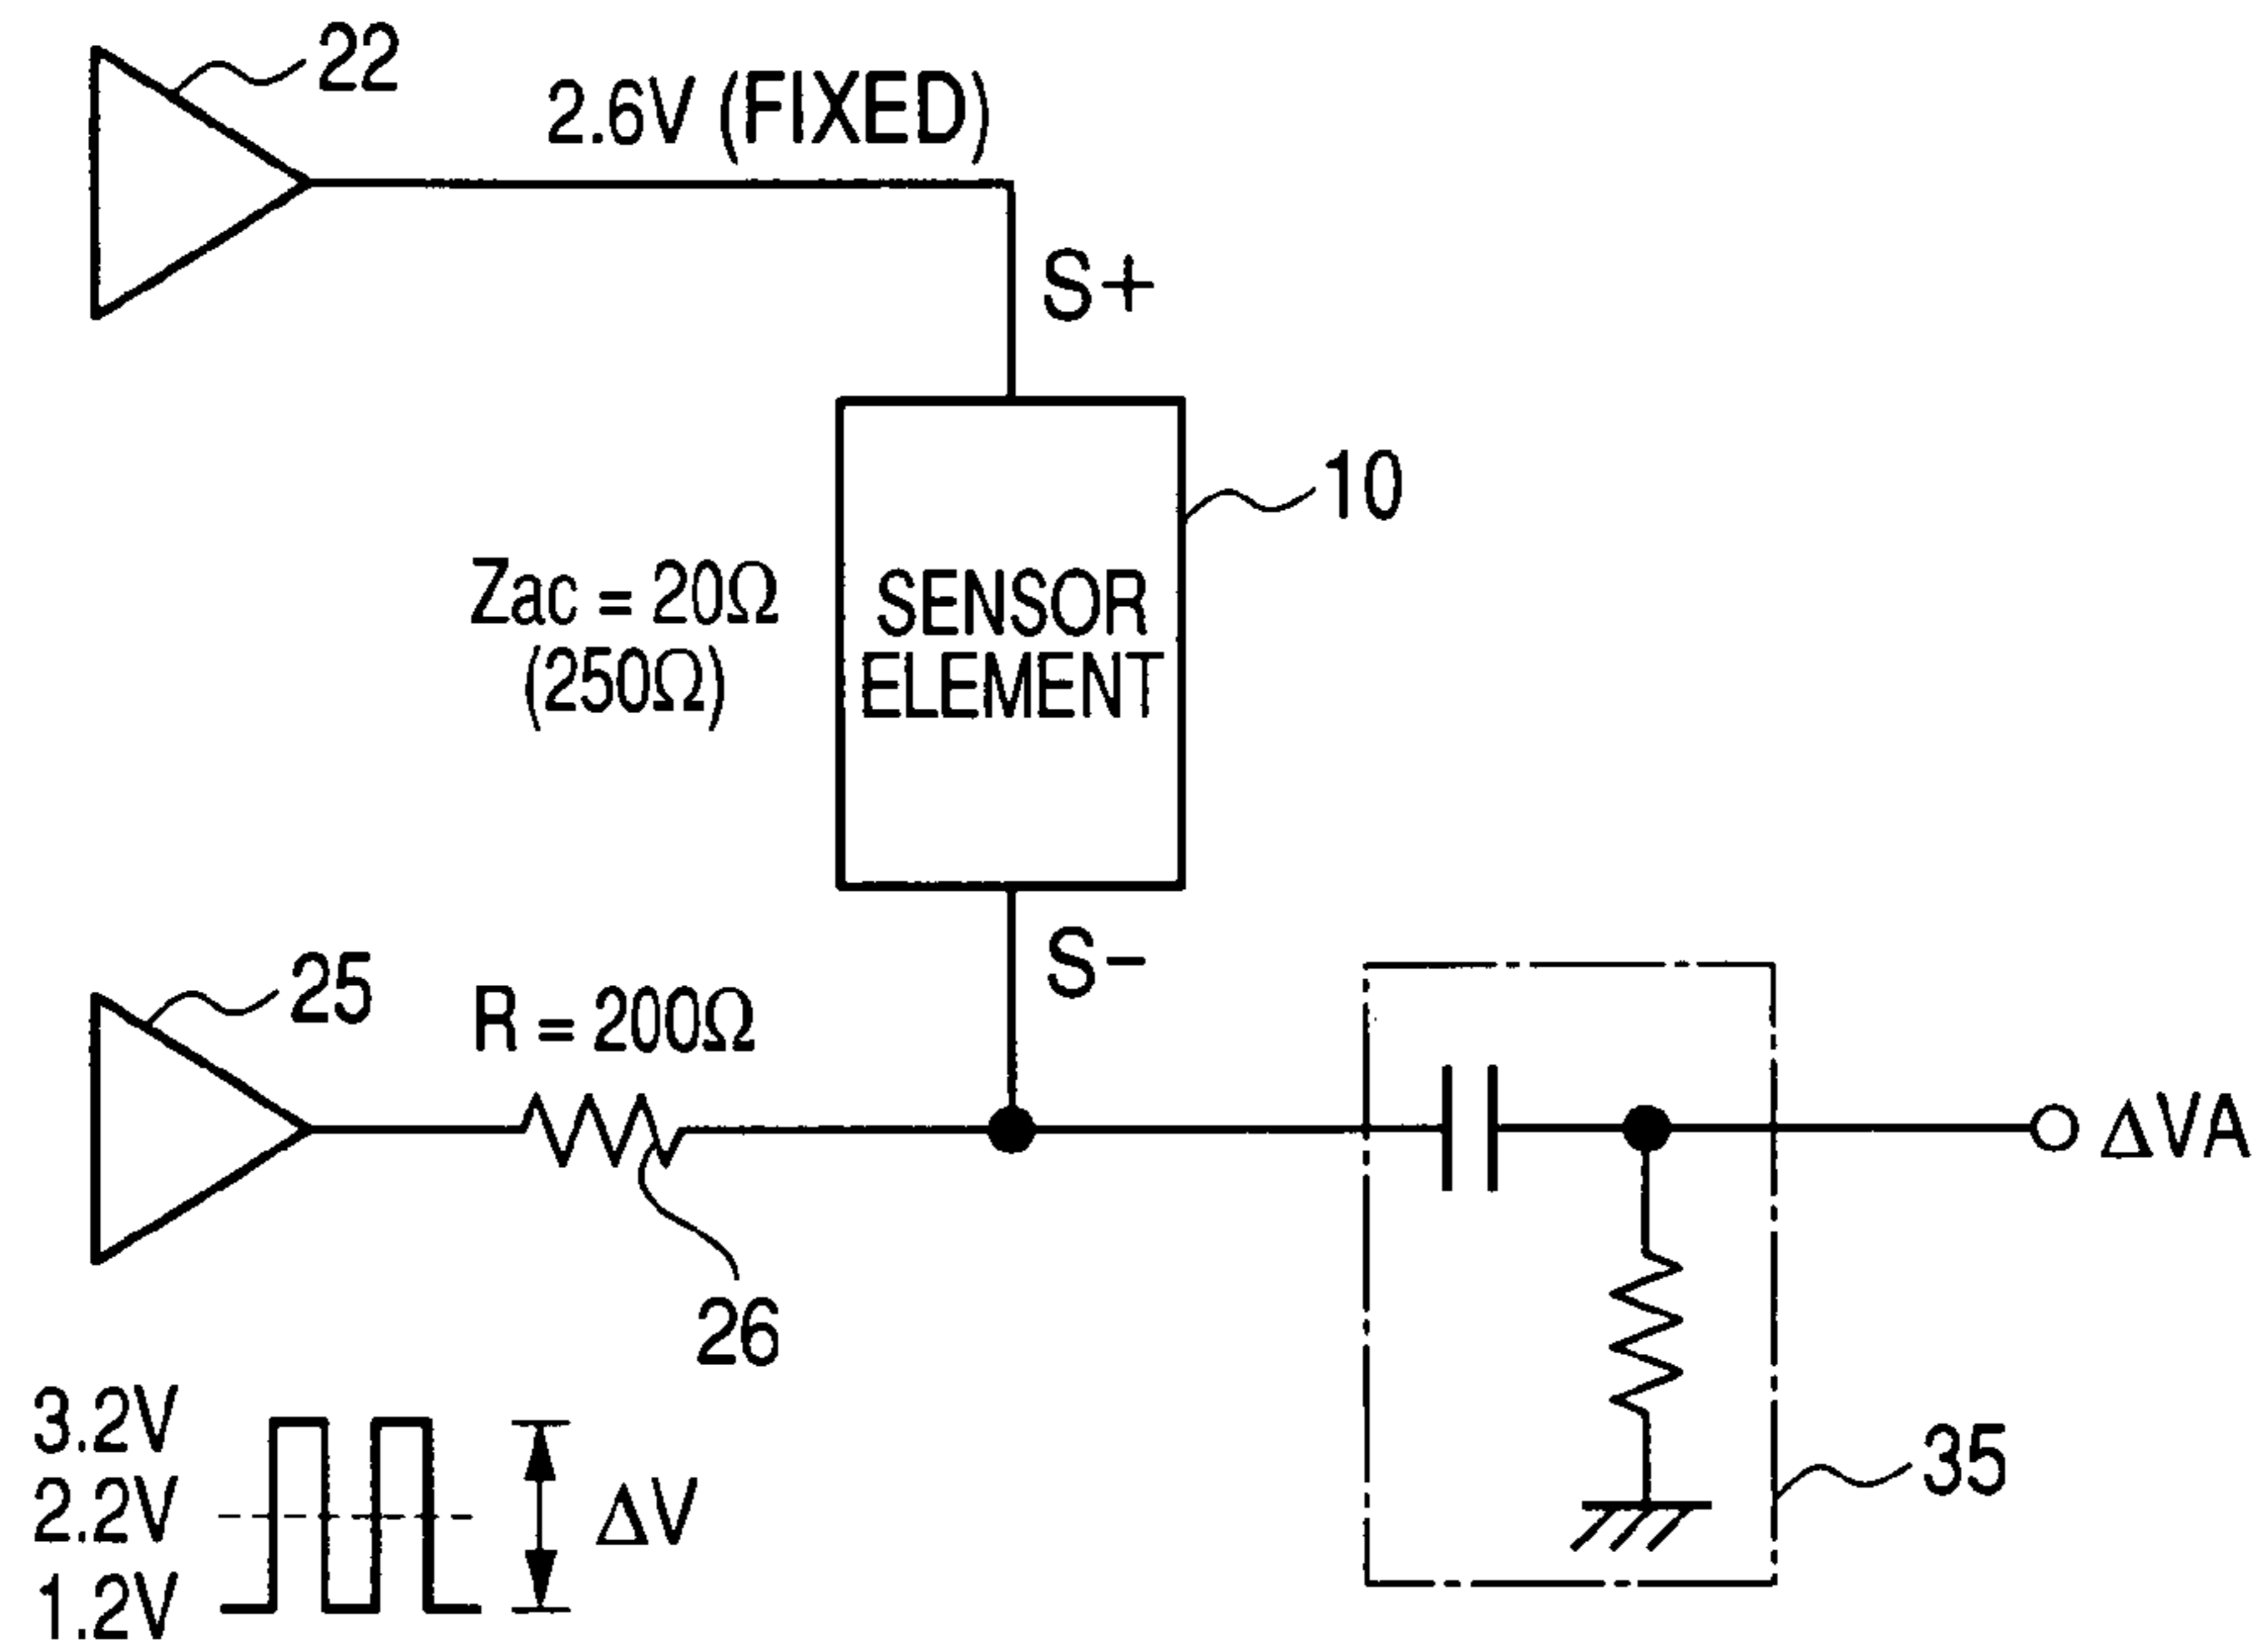 22
2.6V (FIXED)
S+
10
Zac = 20Ω
(250Ω)
SENSOR
ELEMENT
S-
25
R = 200Ω
ΔVA
26
3.2V
2.2V
1.2V
ΔV
35